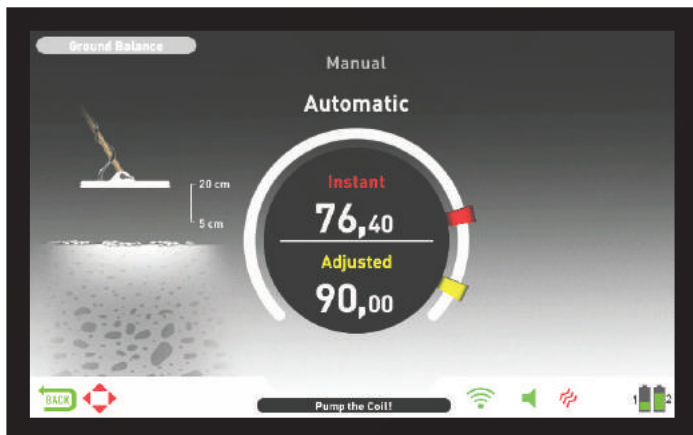 Ground Balance
Manual
Automatic
20 cm
5 cm
Instant
76,40
Adjusted
90,00
BACK
Pump the Coil!
1
2